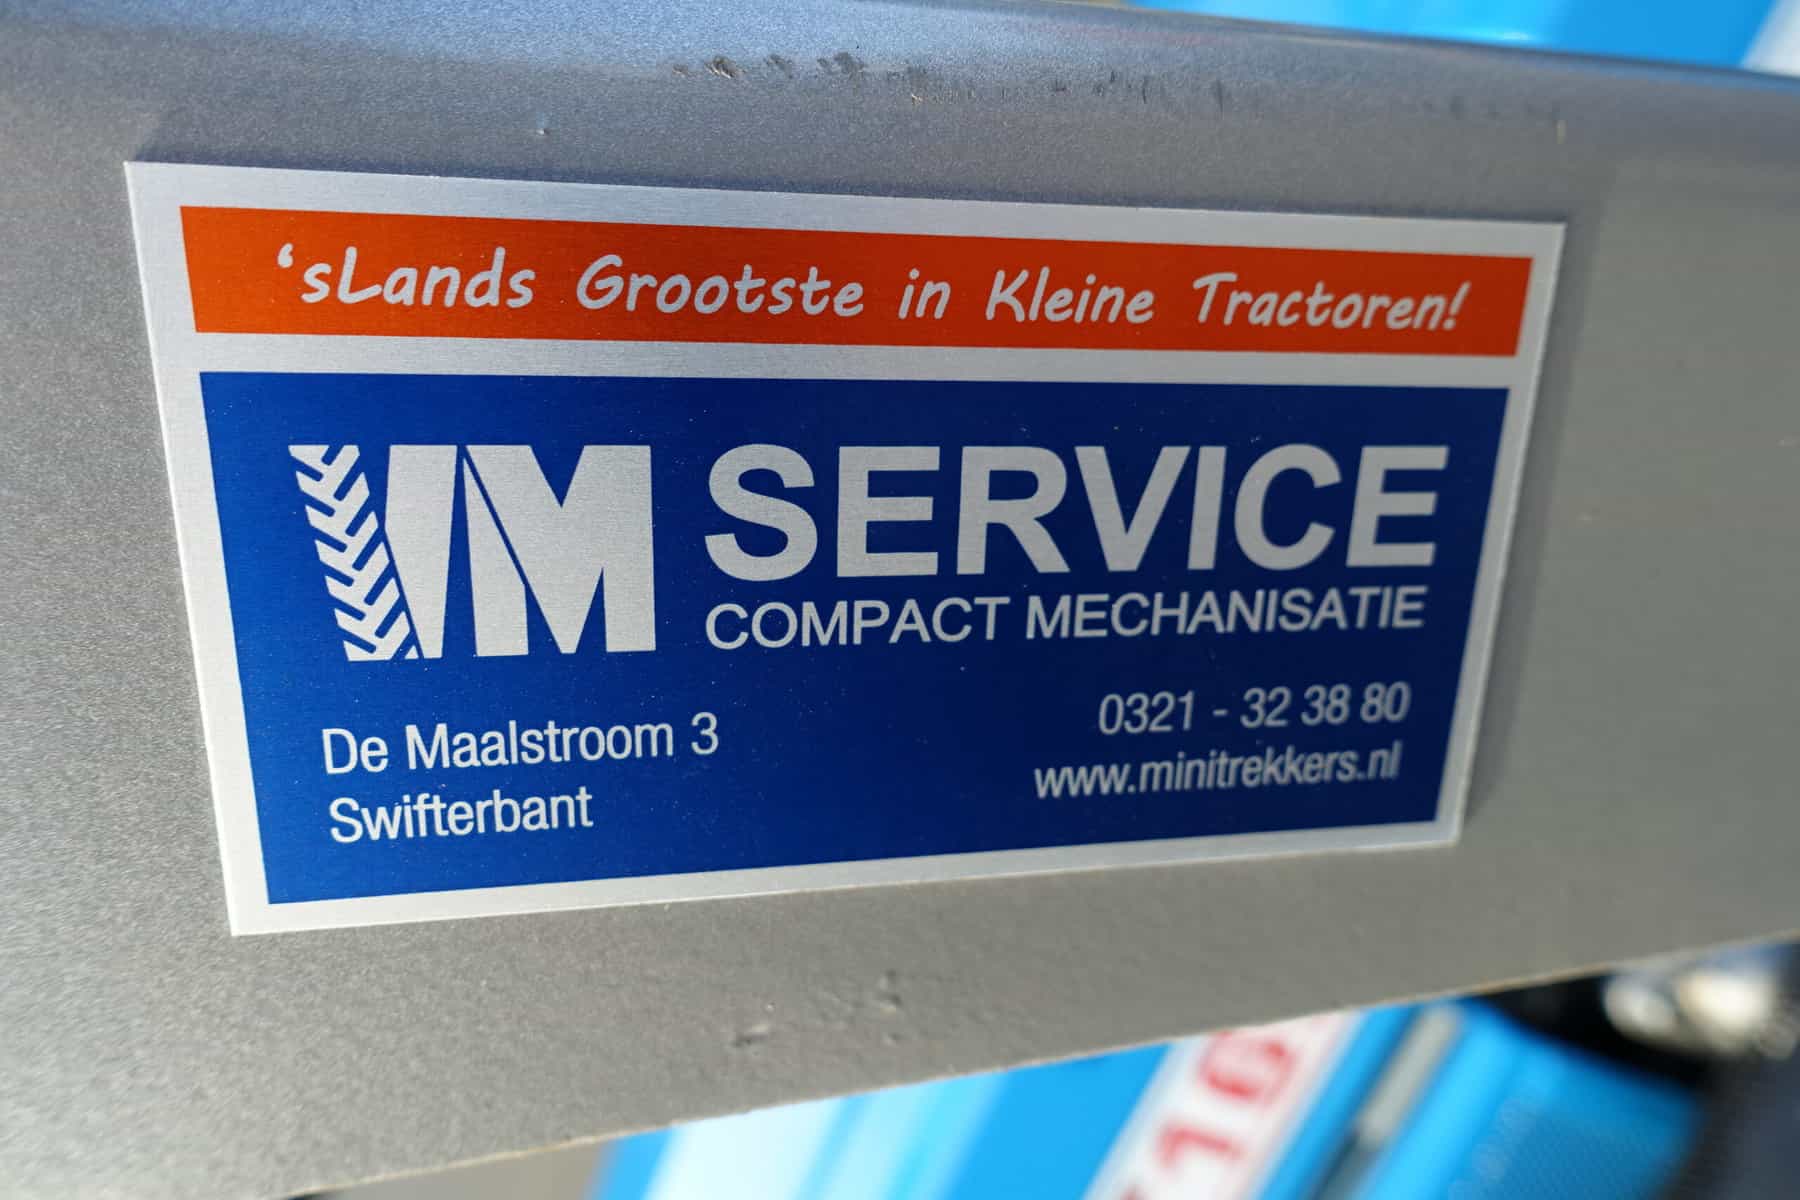 ‘sLands Grootste in Kleine Tractoren!
VM SERVICE
COMPACT MECHANISATIE
De Maalstroom 3
Swifterbant
0321 - 32 38 80
www.minitrekkers.nl